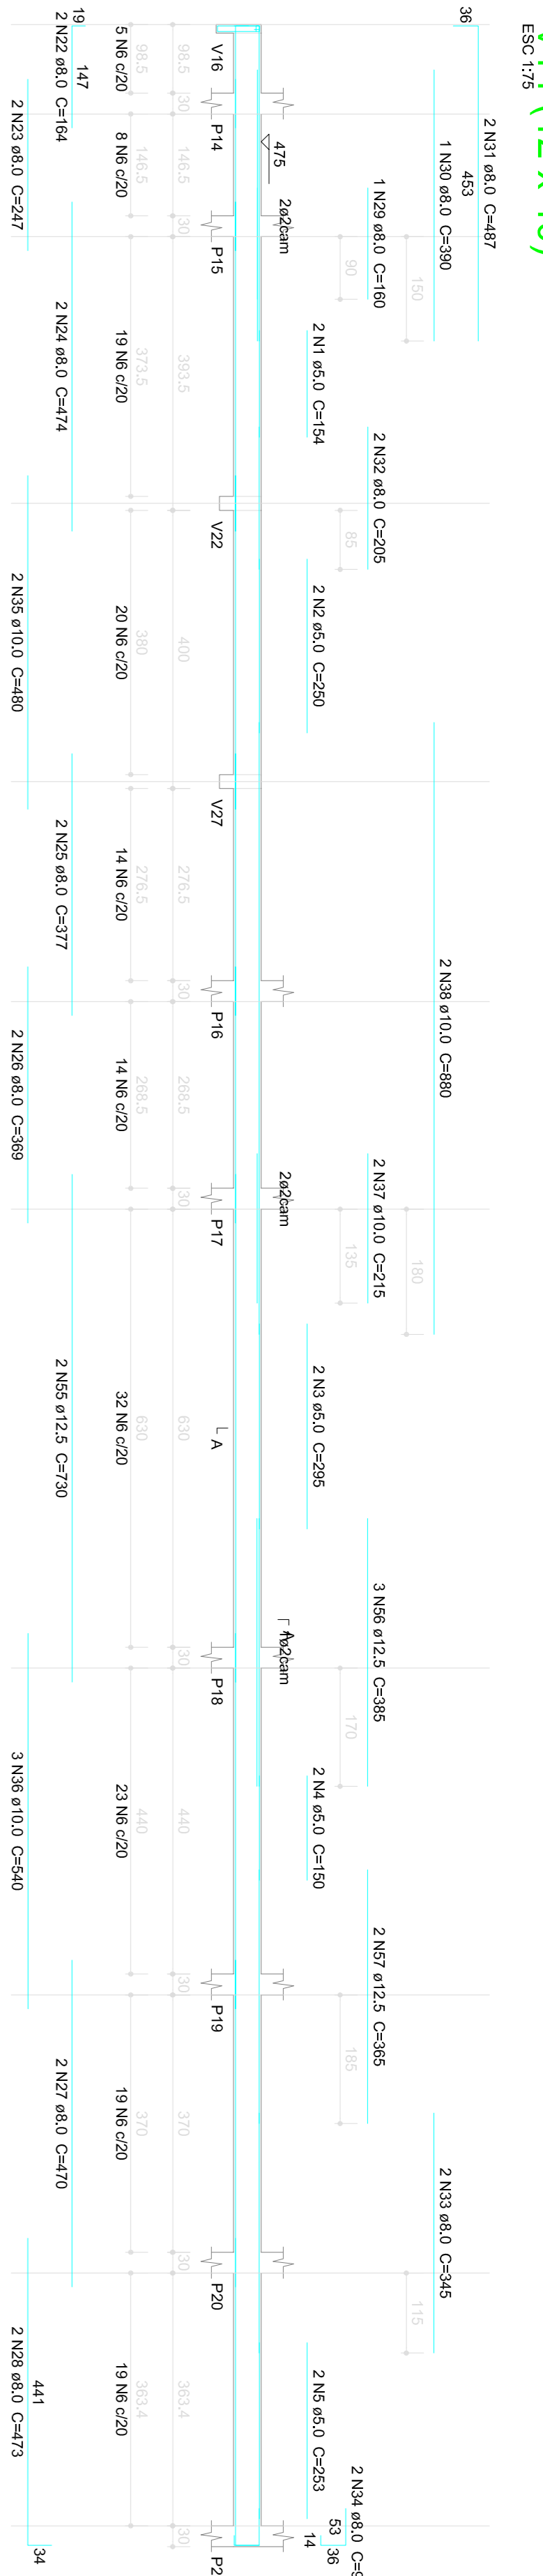 ESC 1:75
36
2 N31 ø8.0 C=487
453
1 N30 ø8.0 C=390
150
1 N29 ø8.0 C=160
90
2 N32 ø8.0 C=205
85
2 N38 ø10.0 C=880
2 N37 ø10.0 C=215
180
135
3 N56 ø12.5 C=385
170
2 N57 ø12.5 C=365
185
2 N33 ø8.0 C=345
115
2 N34 ø8.0
53
36
14
2 N1 ø5.0 C=154
2 N2 ø5.0 C=250
2 N3 ø5.0 C=295
2 N4 ø5.0 C=150
2 N5 ø5.0 C=253
475
2ø2cam
2ø2cam
A
1ø2cam
V16
P14
P15
V22
V27
P16
P17
A
P18
P19
P20
98.5
30
146.5
30
393.5
400
276.5
30
268.5
30
630
30
440
30
370
30
363.4
30
98.5
146.5
373.5
380
276.5
268.5
630
440
370
363.4
5 N6 c/20
8 N6 c/20
19 N6 c/20
20 N6 c/20
14 N6 c/20
14 N6 c/20
32 N6 c/20
23 N6 c/20
19 N6 c/20
19 N6 c/20
19
147
2 N22 ø8.0 C=164
2 N24 ø8.0 C=474
2 N25 ø8.0 C=377
2 N55 ø12.5 C=730
2 N27 ø8.0 C=470
2 N23 ø8.0 C=247
2 N35 ø10.0 C=480
2 N26 ø8.0 C=369
3 N36 ø10.0 C=540
441
34
2 N28 ø8.0 C=473